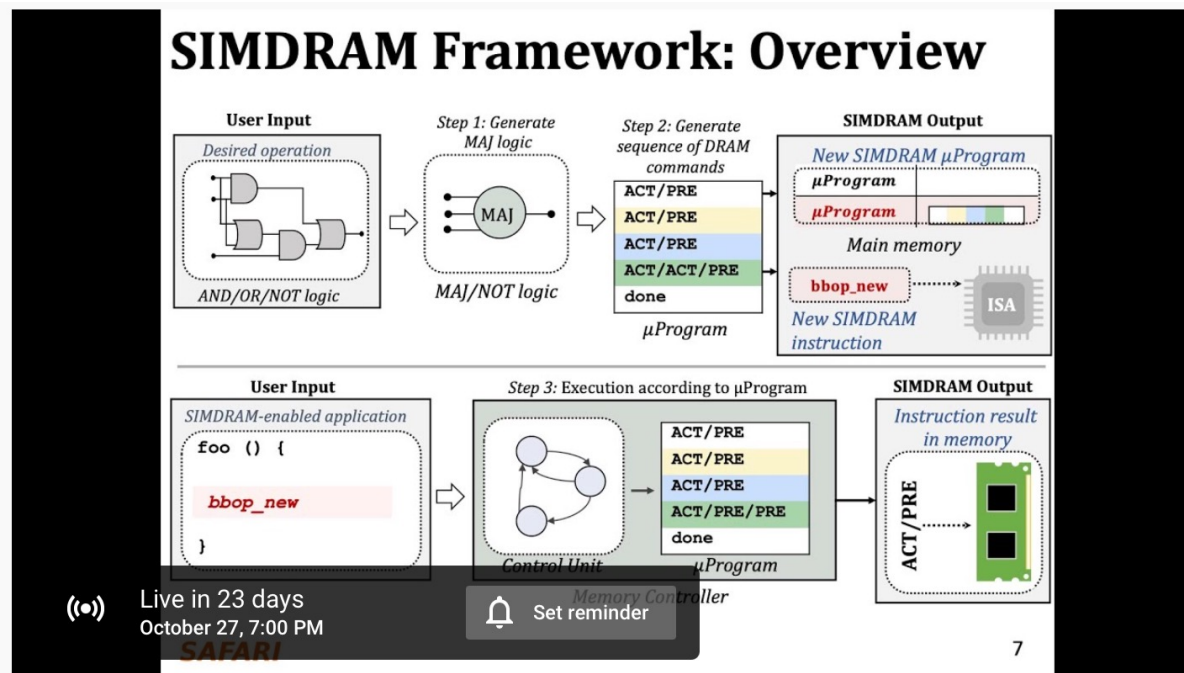 SIMDRAM Framework: Overview
User Input
Desired operation
AND/OR/NOT logic
Step 1: Generate
MAJ logic
MAJ
MAJ/NOT logic
Step 2: Generate
sequence of DRAM
commands
ACT/PRE
ACT/PRE
ACT/PRE
ACT/ACT/PRE
done
μProgram
SIMDRAM Output
New SIMDRAM μProgram
μProgram
μProgram
Main memory
bbop_new
ISA
New SIMDRAM
instruction
User Input
SIMDRAM-enabled application
foo () {
bbop_new
}
Step 3: Execution according to μProgram
Control Unit
ACT/PRE
ACT/PRE
ACT/PRE
ACT/PRE/PRE
done
μProgram
Memory Controller
SIMDRAM Output
Instruction result
in memory
ACT/PRE
Live in 23 days
October 27, 7:00 PM
Set reminder
SAFARI
7